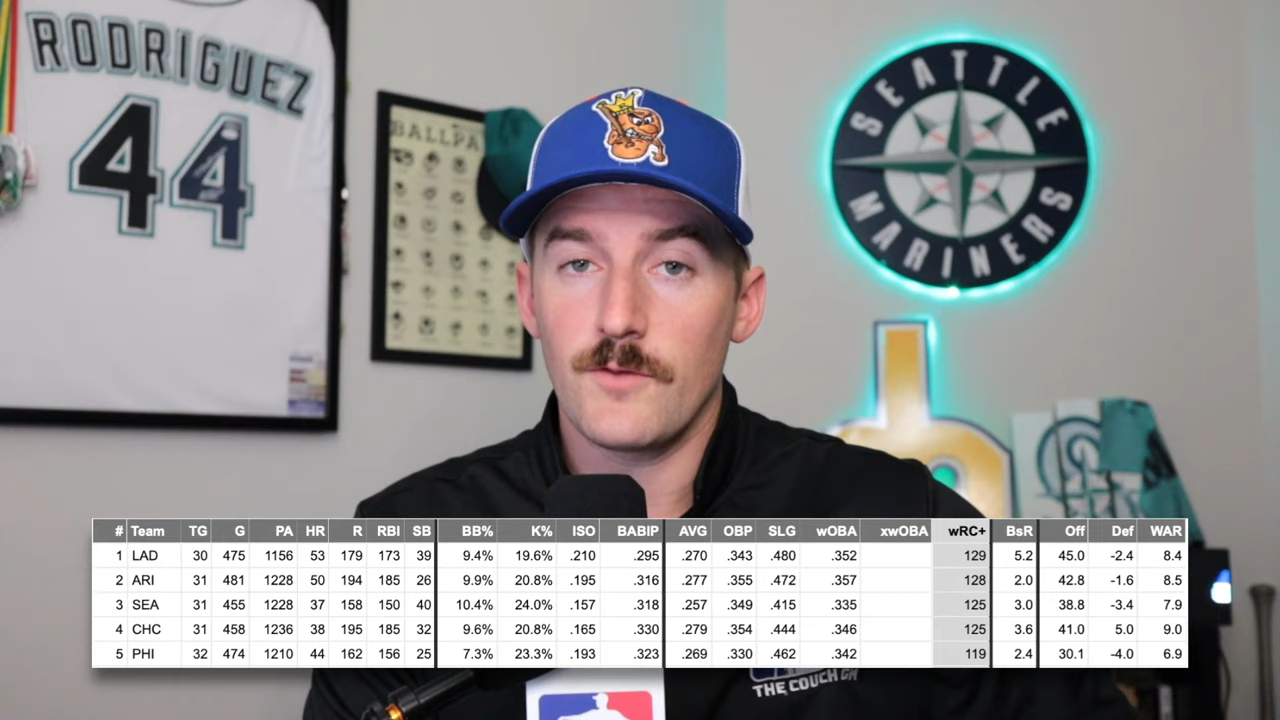 RODRIGUEZ
44
BALLPA
SEATTLE
MARINERS
# Team TG G PA HR R RBI SB BB% K% ISO BABIP AVG OBP SLG wOBA xwOBA wRC+ BsR Off Def WAR
1 LAD 30 475 1156 53 179 173 39 9.4% 19.6% .210 .295 .270 .343 .480 .352 129 5.2 45.0 -2.4 8.4
2 ARI 31 481 1228 50 194 185 26 9.9% 20.8% .195 .316 .277 .355 .472 .357 128 2.0 42.8 -1.6 8.5
3 SEA 31 455 1228 37 158 150 40 10.4% 24.0% .157 .318 .257 .349 .415 .335 125 3.0 38.8 -3.4 7.9
4 CHC 31 458 1236 38 195 185 32 9.6% 20.8% .165 .330 .279 .354 .444 .346 125 3.6 41.0 5.0 9.0
5 PHI 32 474 1210 44 162 156 25 7.3% 23.3% .193 .323 .269 .330 .462 .342 119 2.4 30.1 -4.0 6.9
THE COUCH G